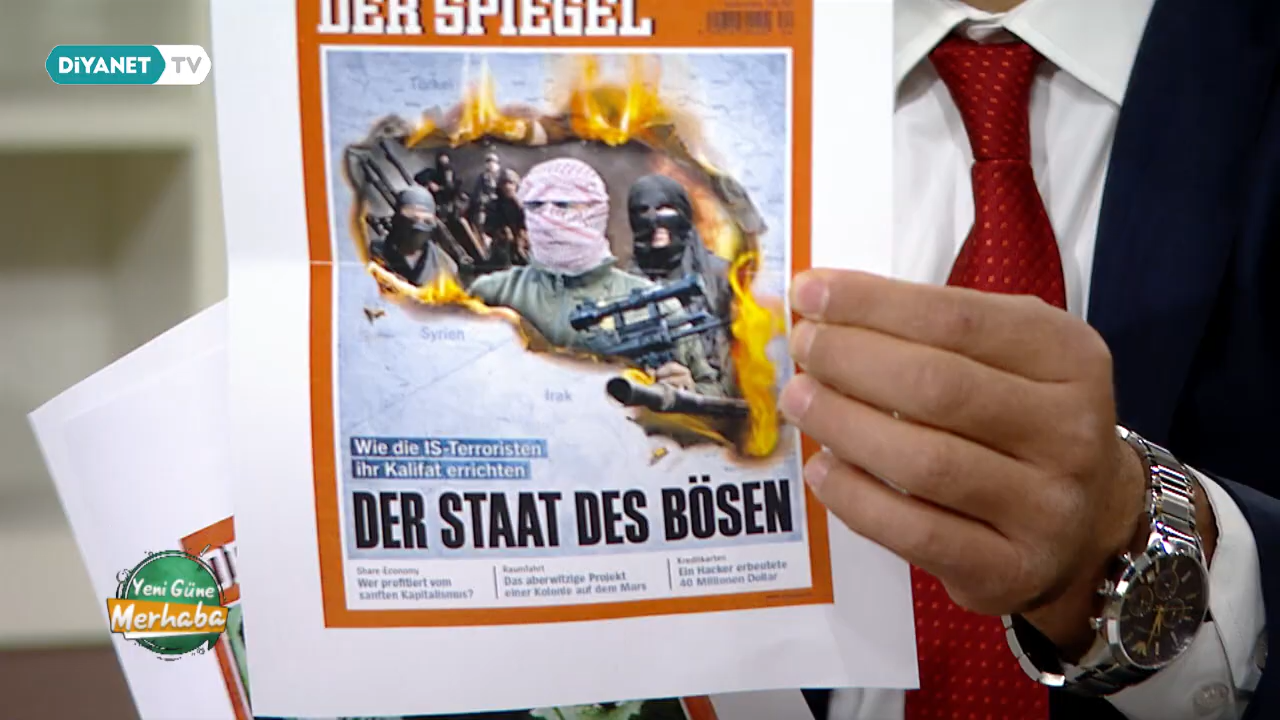 DER SPIEGEL
DiYANET TV
Türkei
Syrien
Irak
Wie die IS-Terroristen
ihr Kalifat errichten
DER STAAT DES BÖSEN
Share-Economy
Wer profitiert vom
sanften Kapitalismus?
Raumfahrt
Das aberwitzige Projekt
einer Kolonie auf dem Mars
Kreditkarten
Ein Hacker erbeutete
40 Millionen Dollar
Yeni Güne
Merhaba